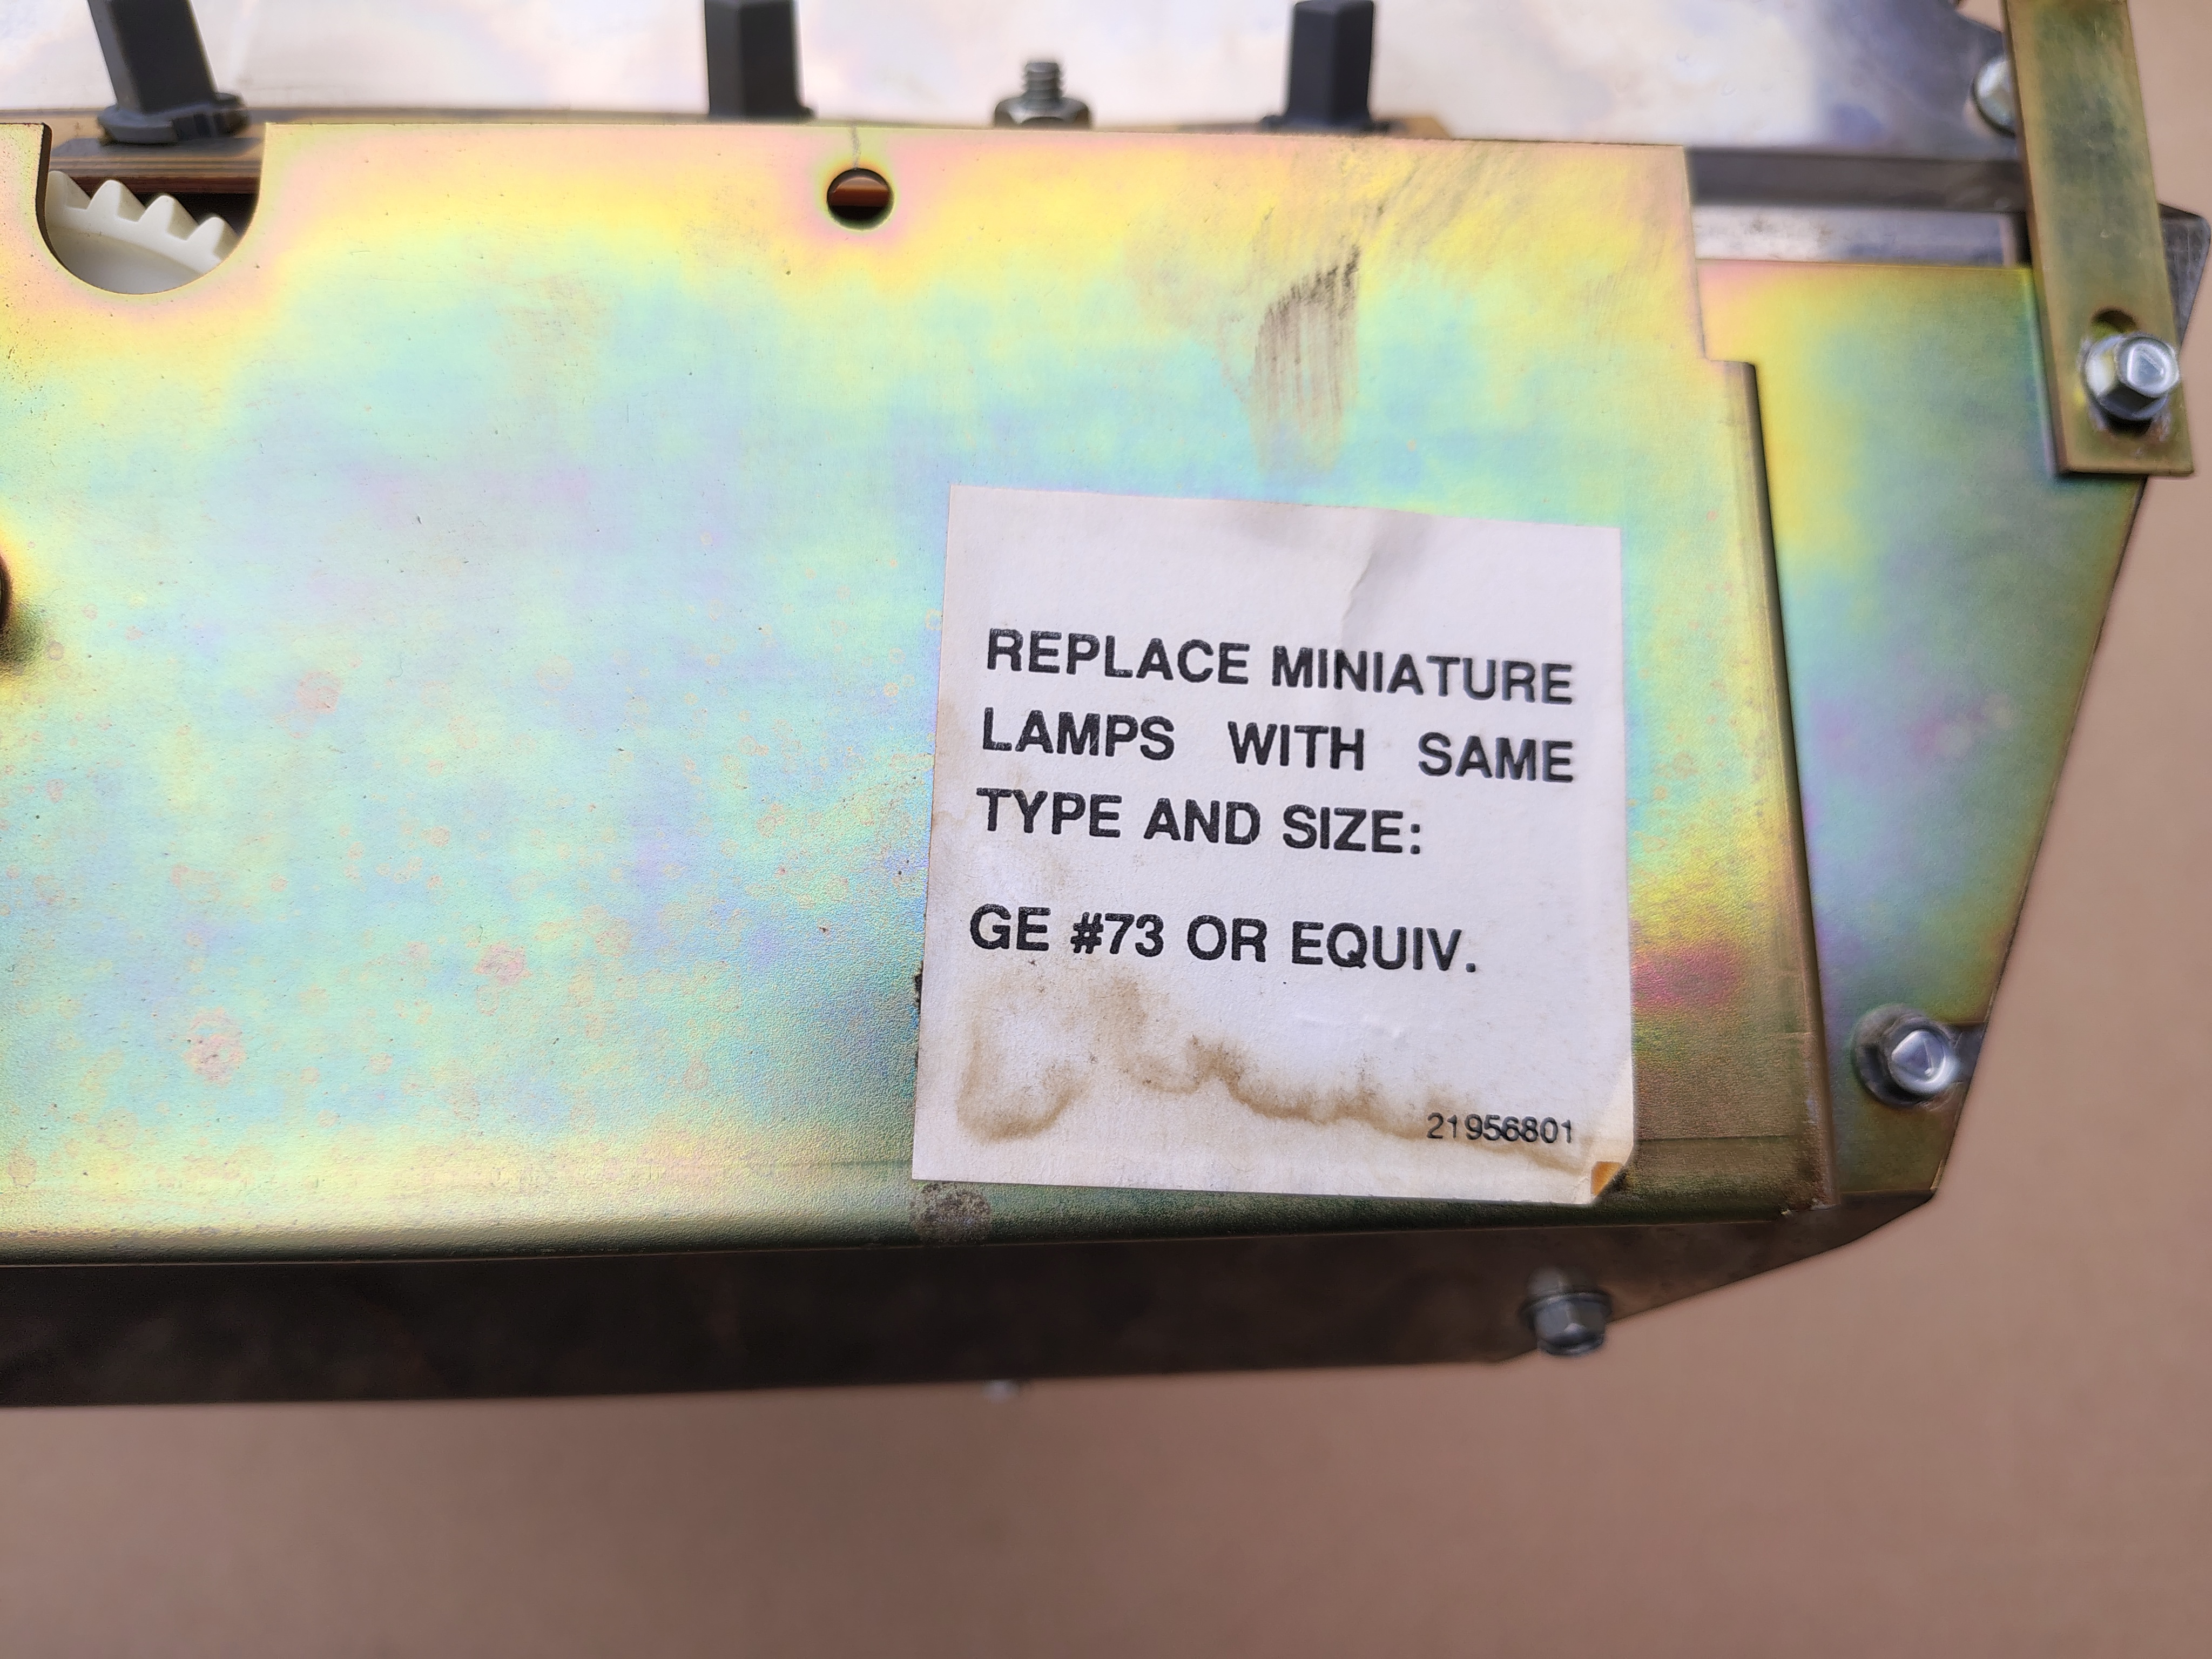 REPLACE MINIATURE
LAMPS WITH SAME
TYPE AND SIZE:
GE #73 OR EQUIV.
21956801